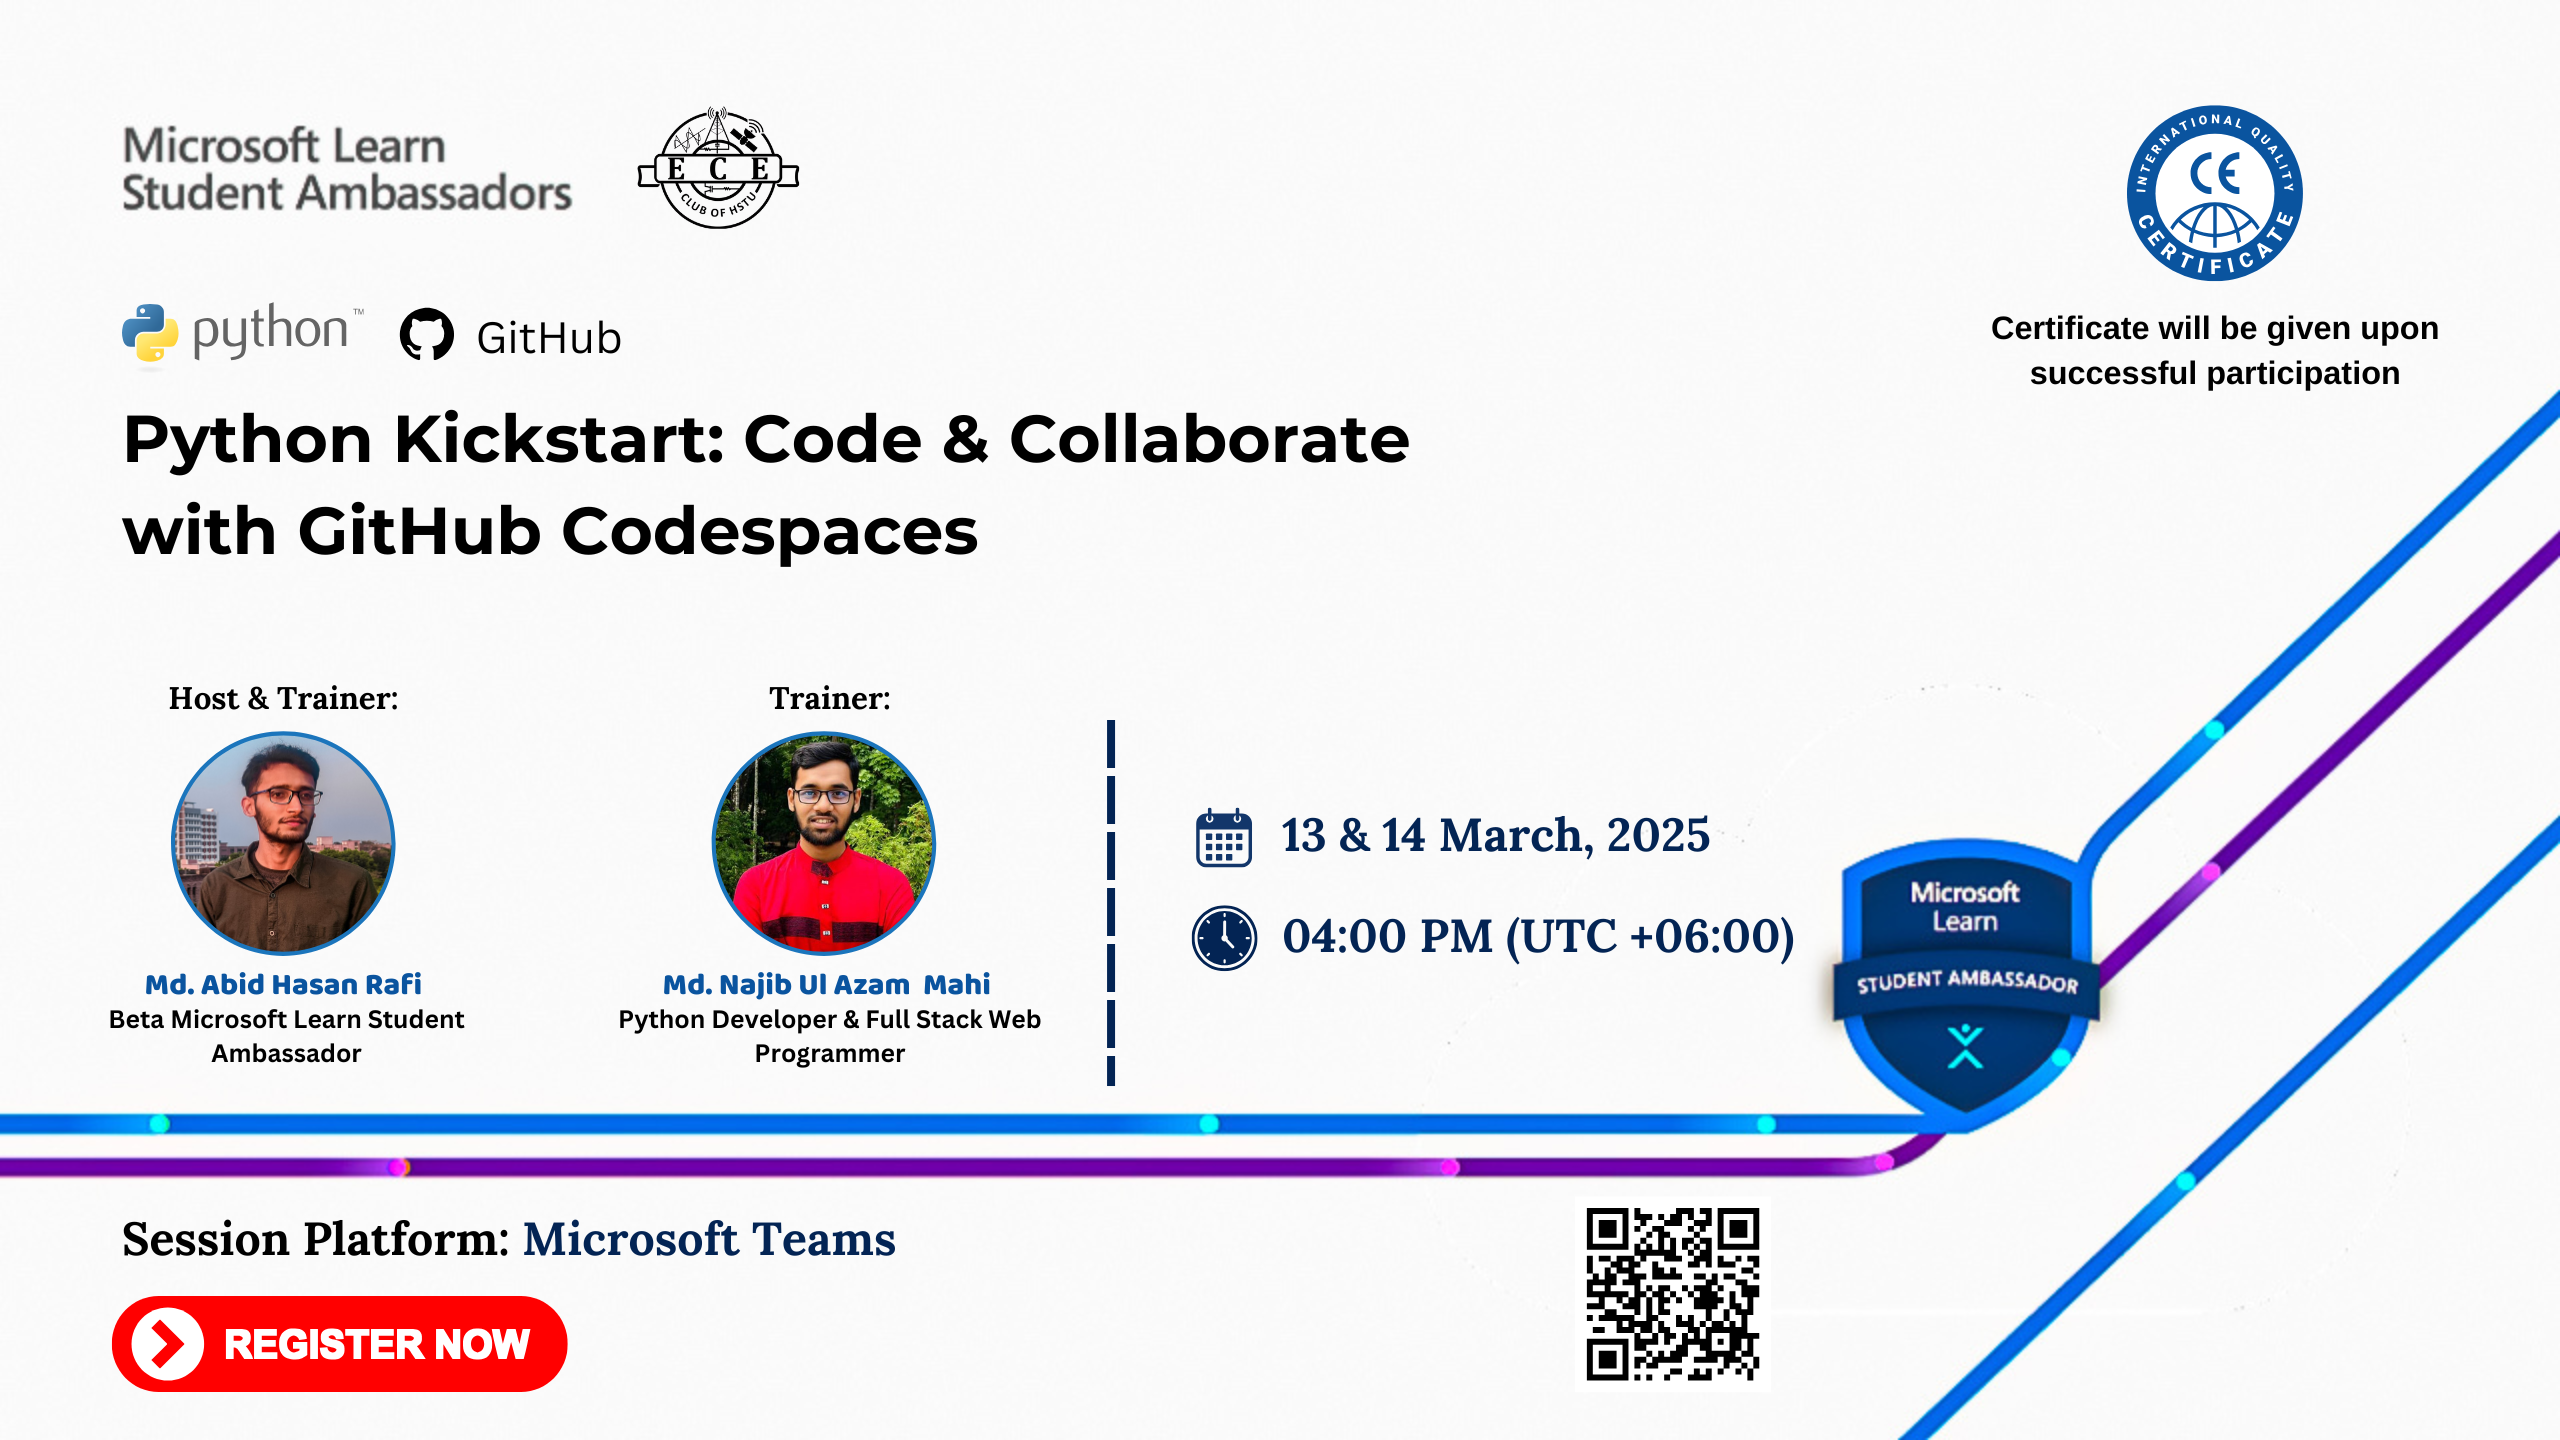 Microsoft Learn
Student Ambassadors
E C E
CLUB OF HSTU
INTERNATIONAL QUALITY
CE
CERTIFICATE
Certificate will be given upon
successful participation
python™
GitHub
Python Kickstart: Code & Collaborate
with GitHub Codespaces
Host & Trainer:
Md. Abid Hasan Rafi
Beta Microsoft Learn Student
Ambassador
Trainer:
Md. Najib Ul Azam  Mahi
Python Developer & Full Stack Web
Programmer
13 & 14 March, 2025
04:00 PM (UTC +06:00)
Microsoft
Learn
STUDENT AMBASSADOR
Session Platform: Microsoft Teams
REGISTER NOW